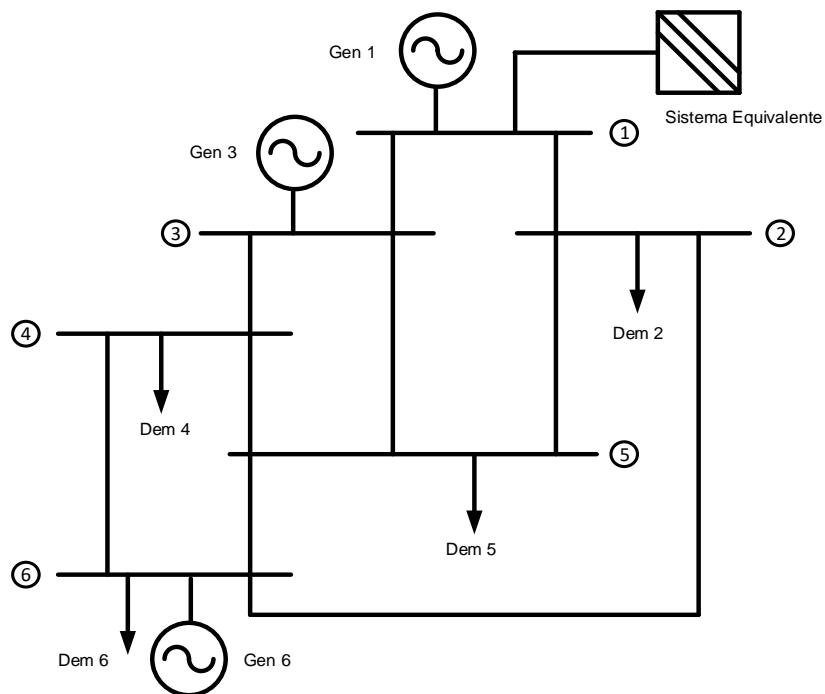 Gen 1
Sistema Equivalente
1
Gen 3
3
2
4
Dem 2
Dem 4
5
Dem 5
6
Dem 6
Gen 6